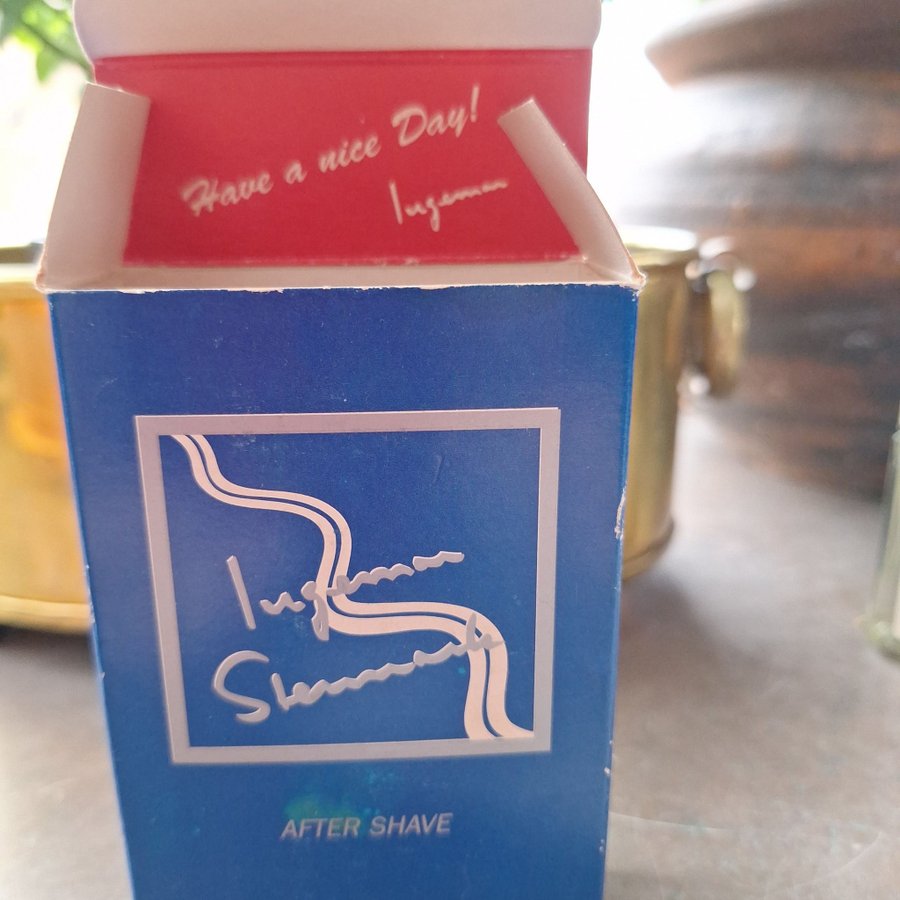 Have a nice Day!
Ingemar
Ingemar
Stenmark
AFTER SHAVE